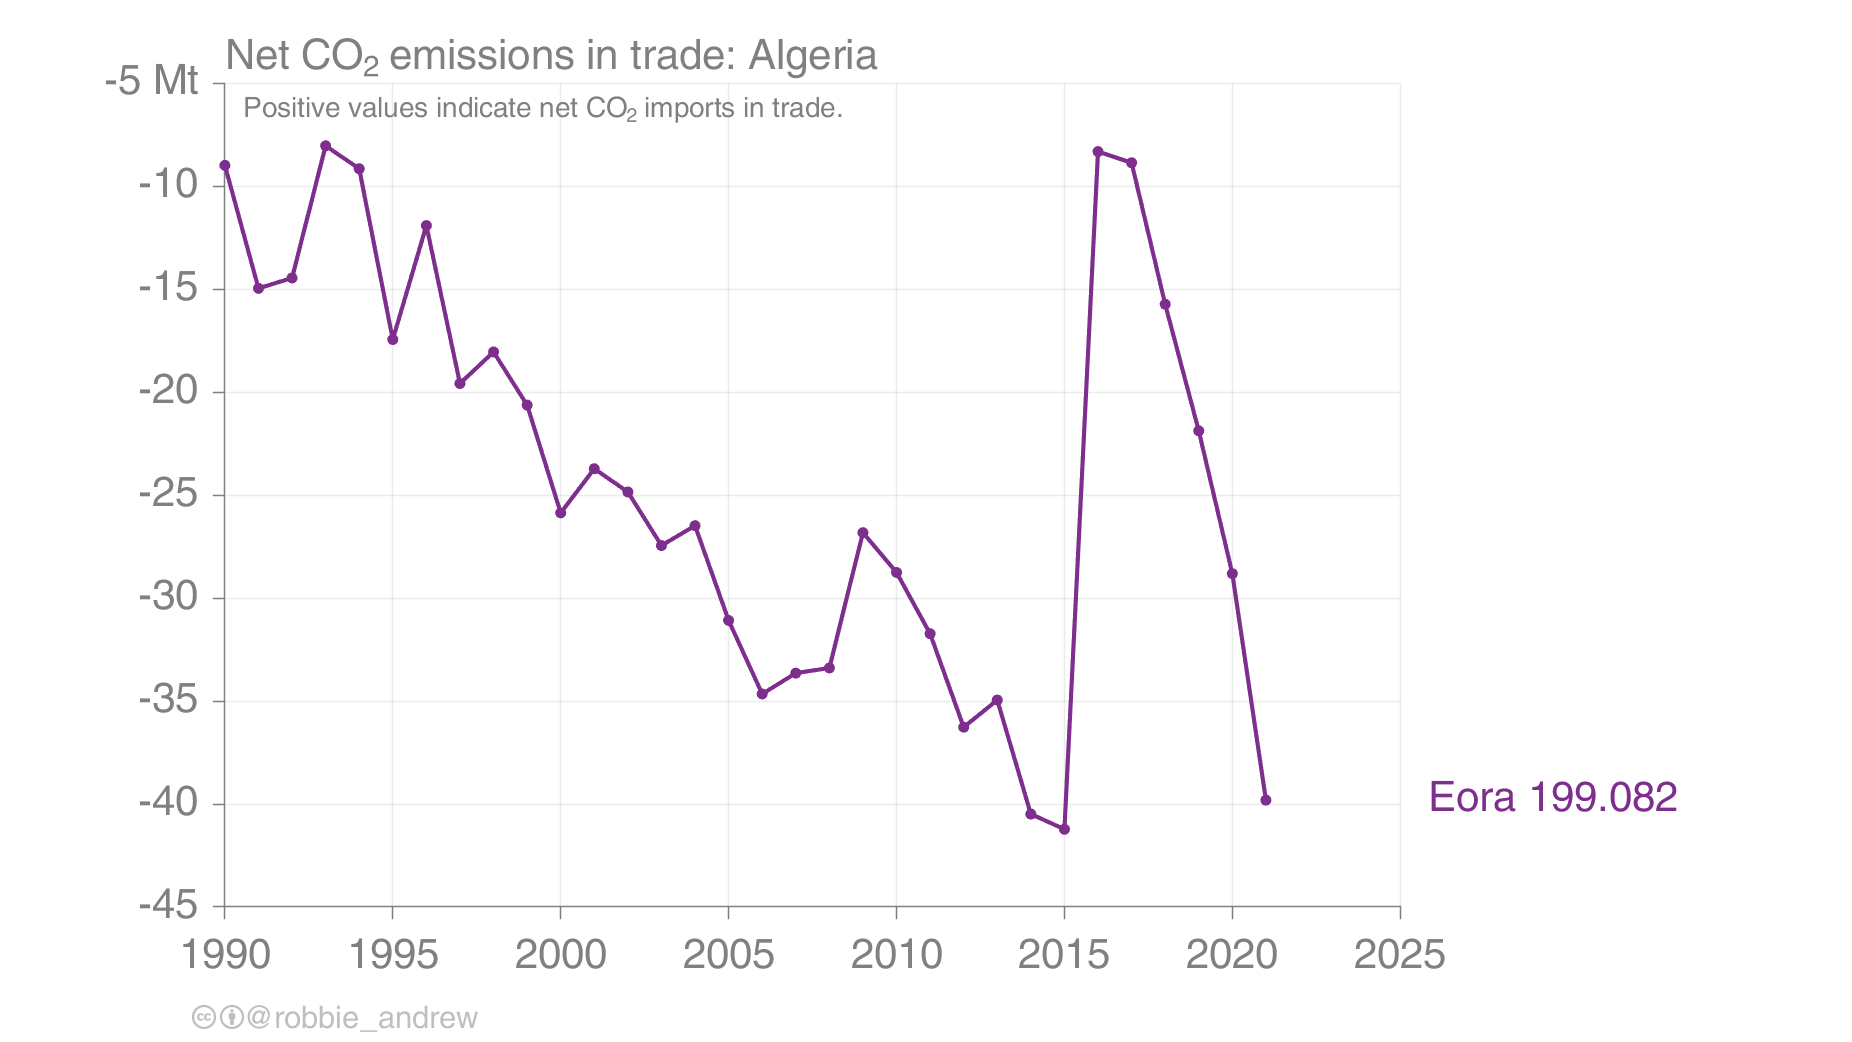 Net CO₂ emissions in trade: Algeria
-5 Mt
Positive values indicate net CO₂ imports in trade.
-10
-15
-20
-25
-30
-35
-40
Eora 199.082
-45
1990 1995 2000 2005 2010 2015 2020 2025
@robbie_andrew